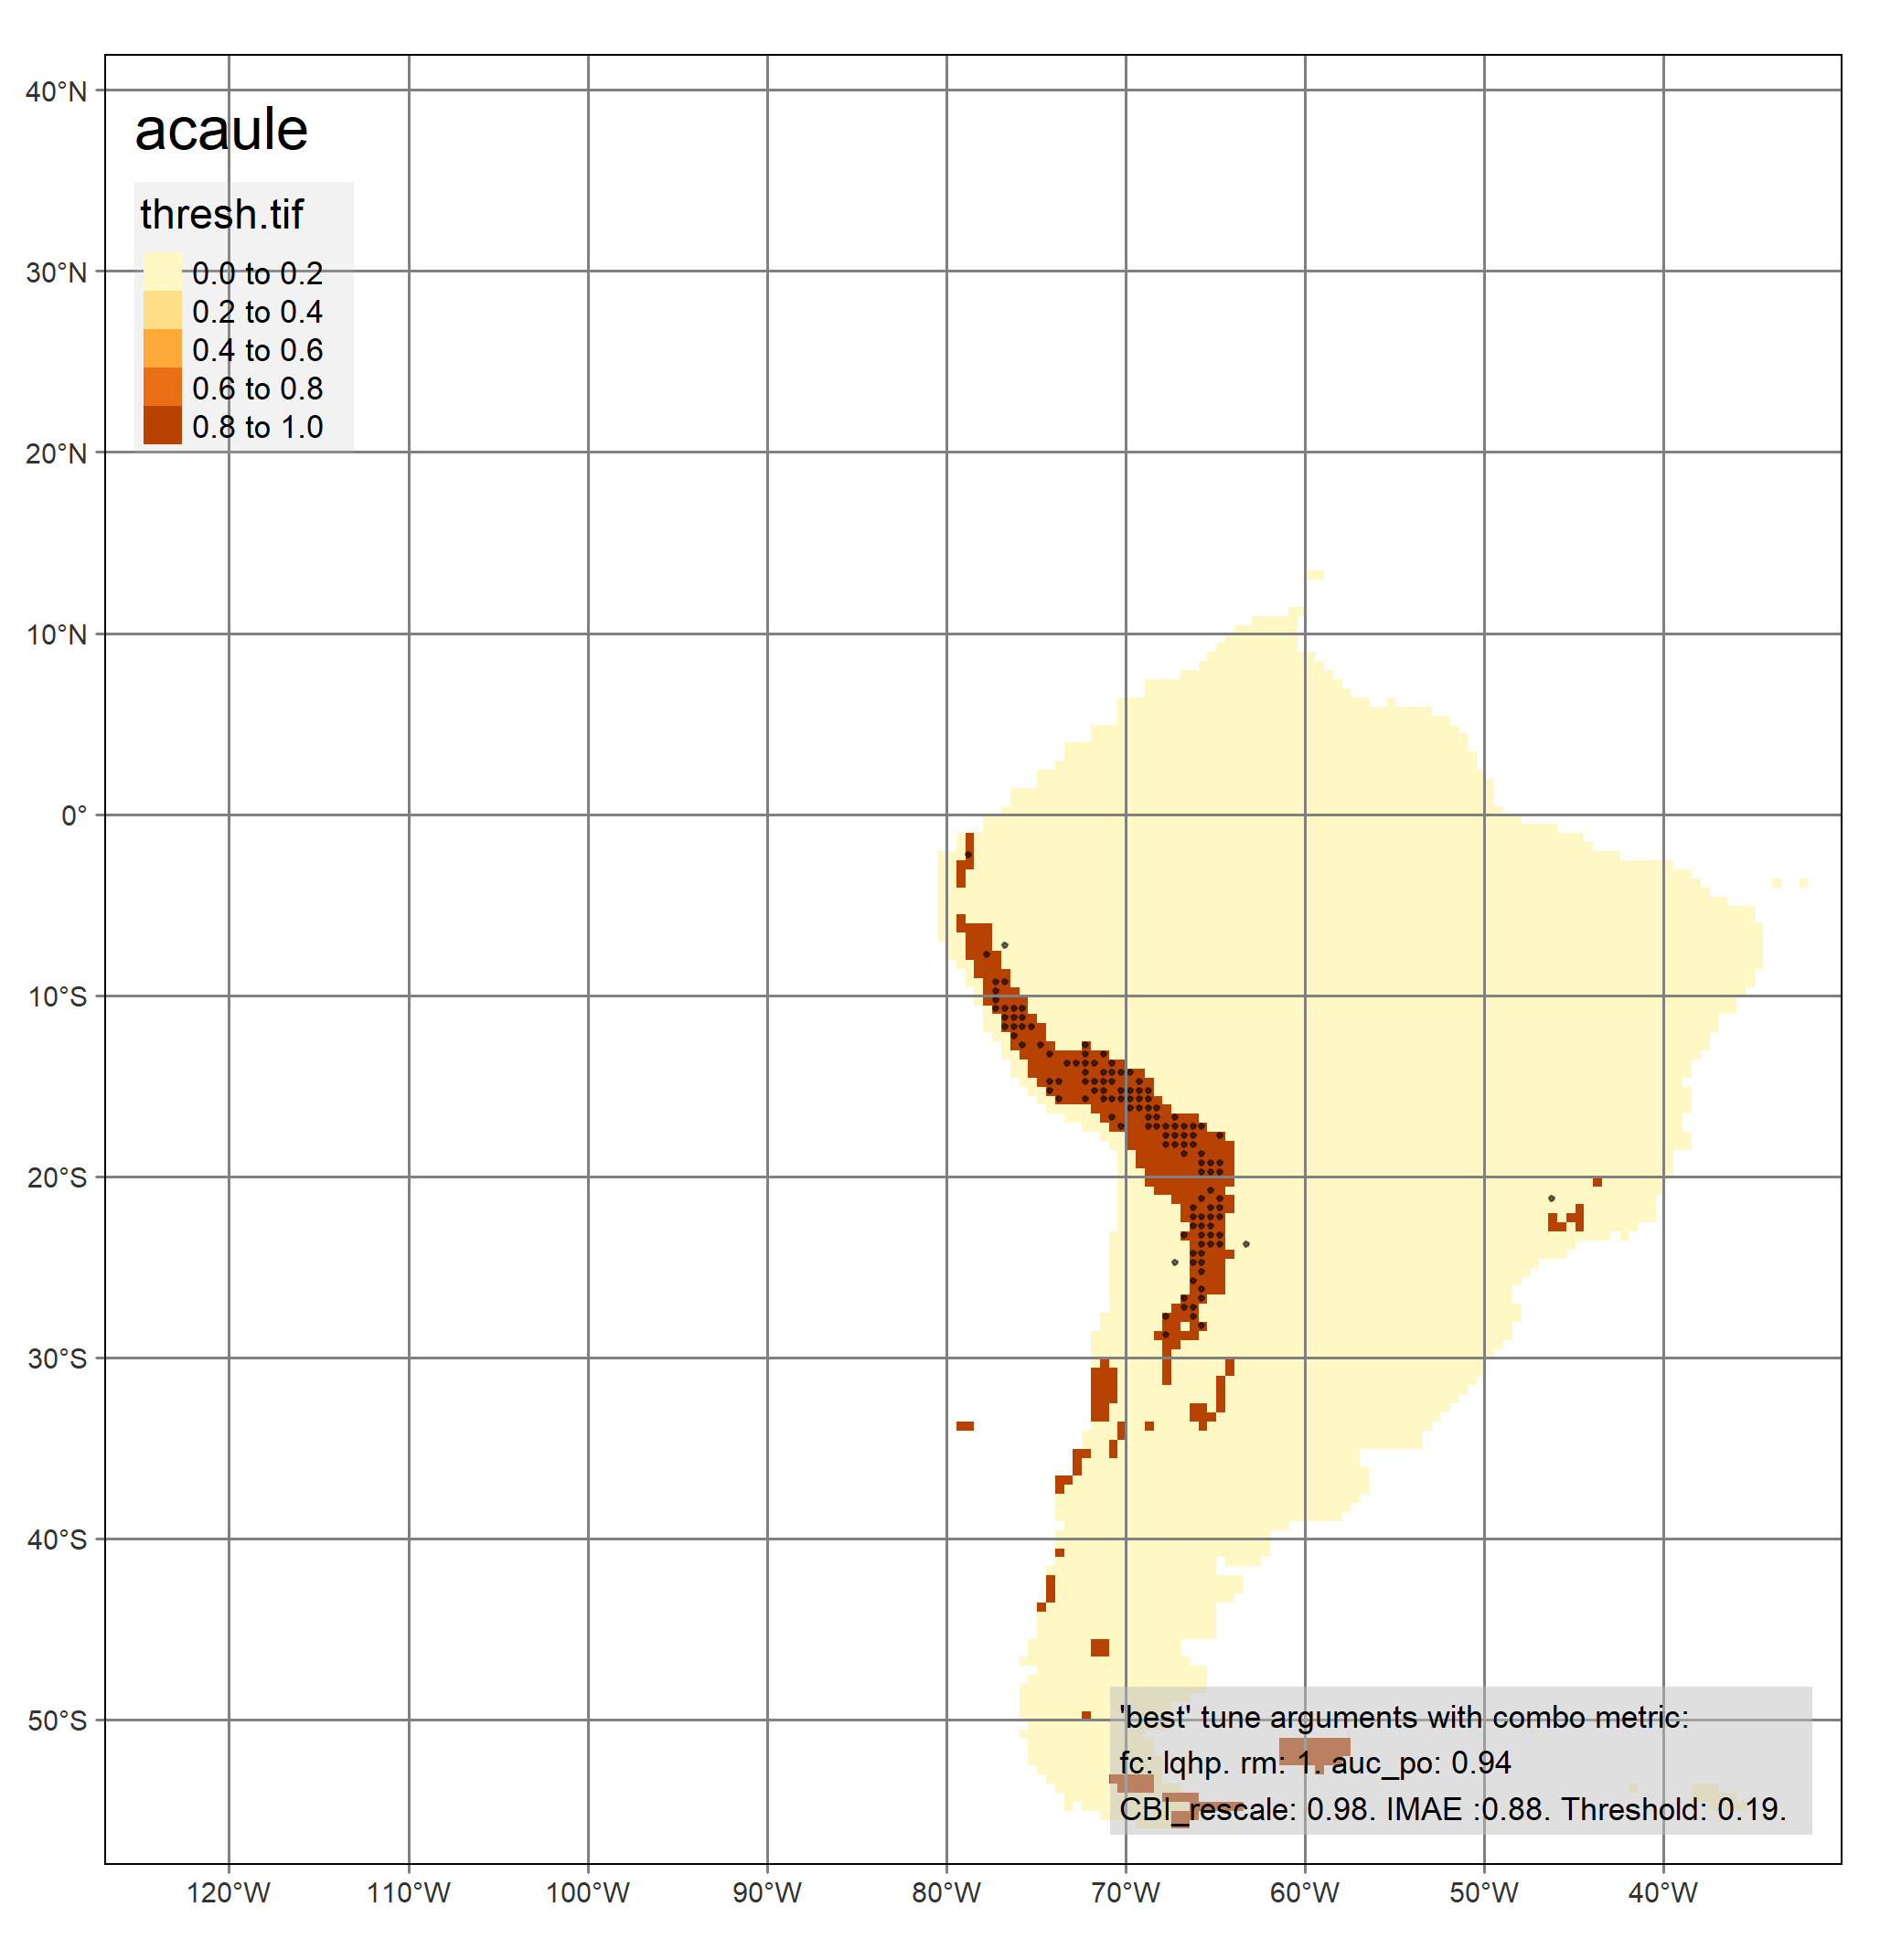 acaule
thresh.tif
0.0 to 0.2
0.2 to 0.4
0.4 to 0.6
0.6 to 0.8
0.8 to 1.0
40°N
30°N
20°N
10°N
0°
10°S
20°S
30°S
40°S
50°S
'best' tune arguments with combo metric:
fc: lqhp. rm: 1. auc_po: 0.94
CBI_rescale: 0.98. IMAE :0.88. Threshold: 0.19.
120°W 110°W 100°W 90°W 80°W 70°W 60°W 50°W 40°W